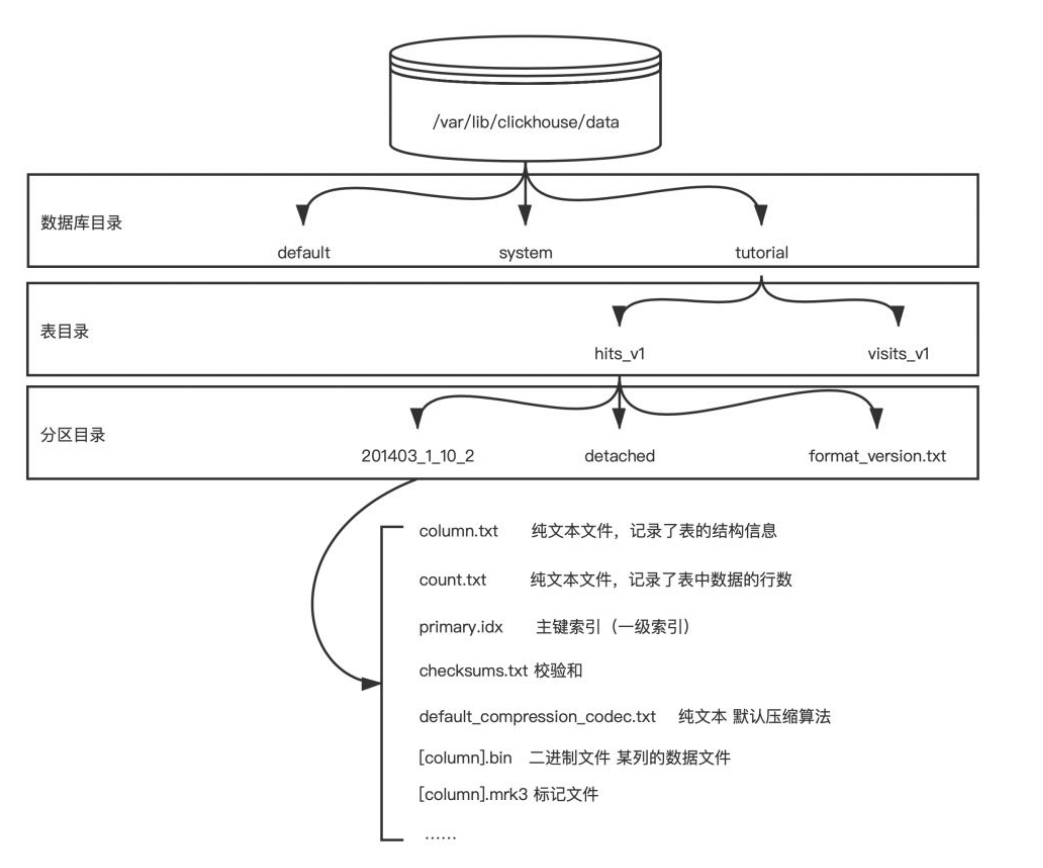 /var/lib/clickhouse/data
数据库目录
default system tutorial
表目录
hits_v1 visits_v1
分区目录
201403_1_10_2 detached format_version.txt
column.txt 纯文本文件，记录了表的结构信息
count.txt 纯文本文件，记录了表中数据的行数
primary.idx 主键索引（一级索引）
checksums.txt 校验和
default_compression_codec.txt 纯文本 默认压缩算法
[column].bin 二进制文件 某列的数据文件
[column].mrk3 标记文件
……